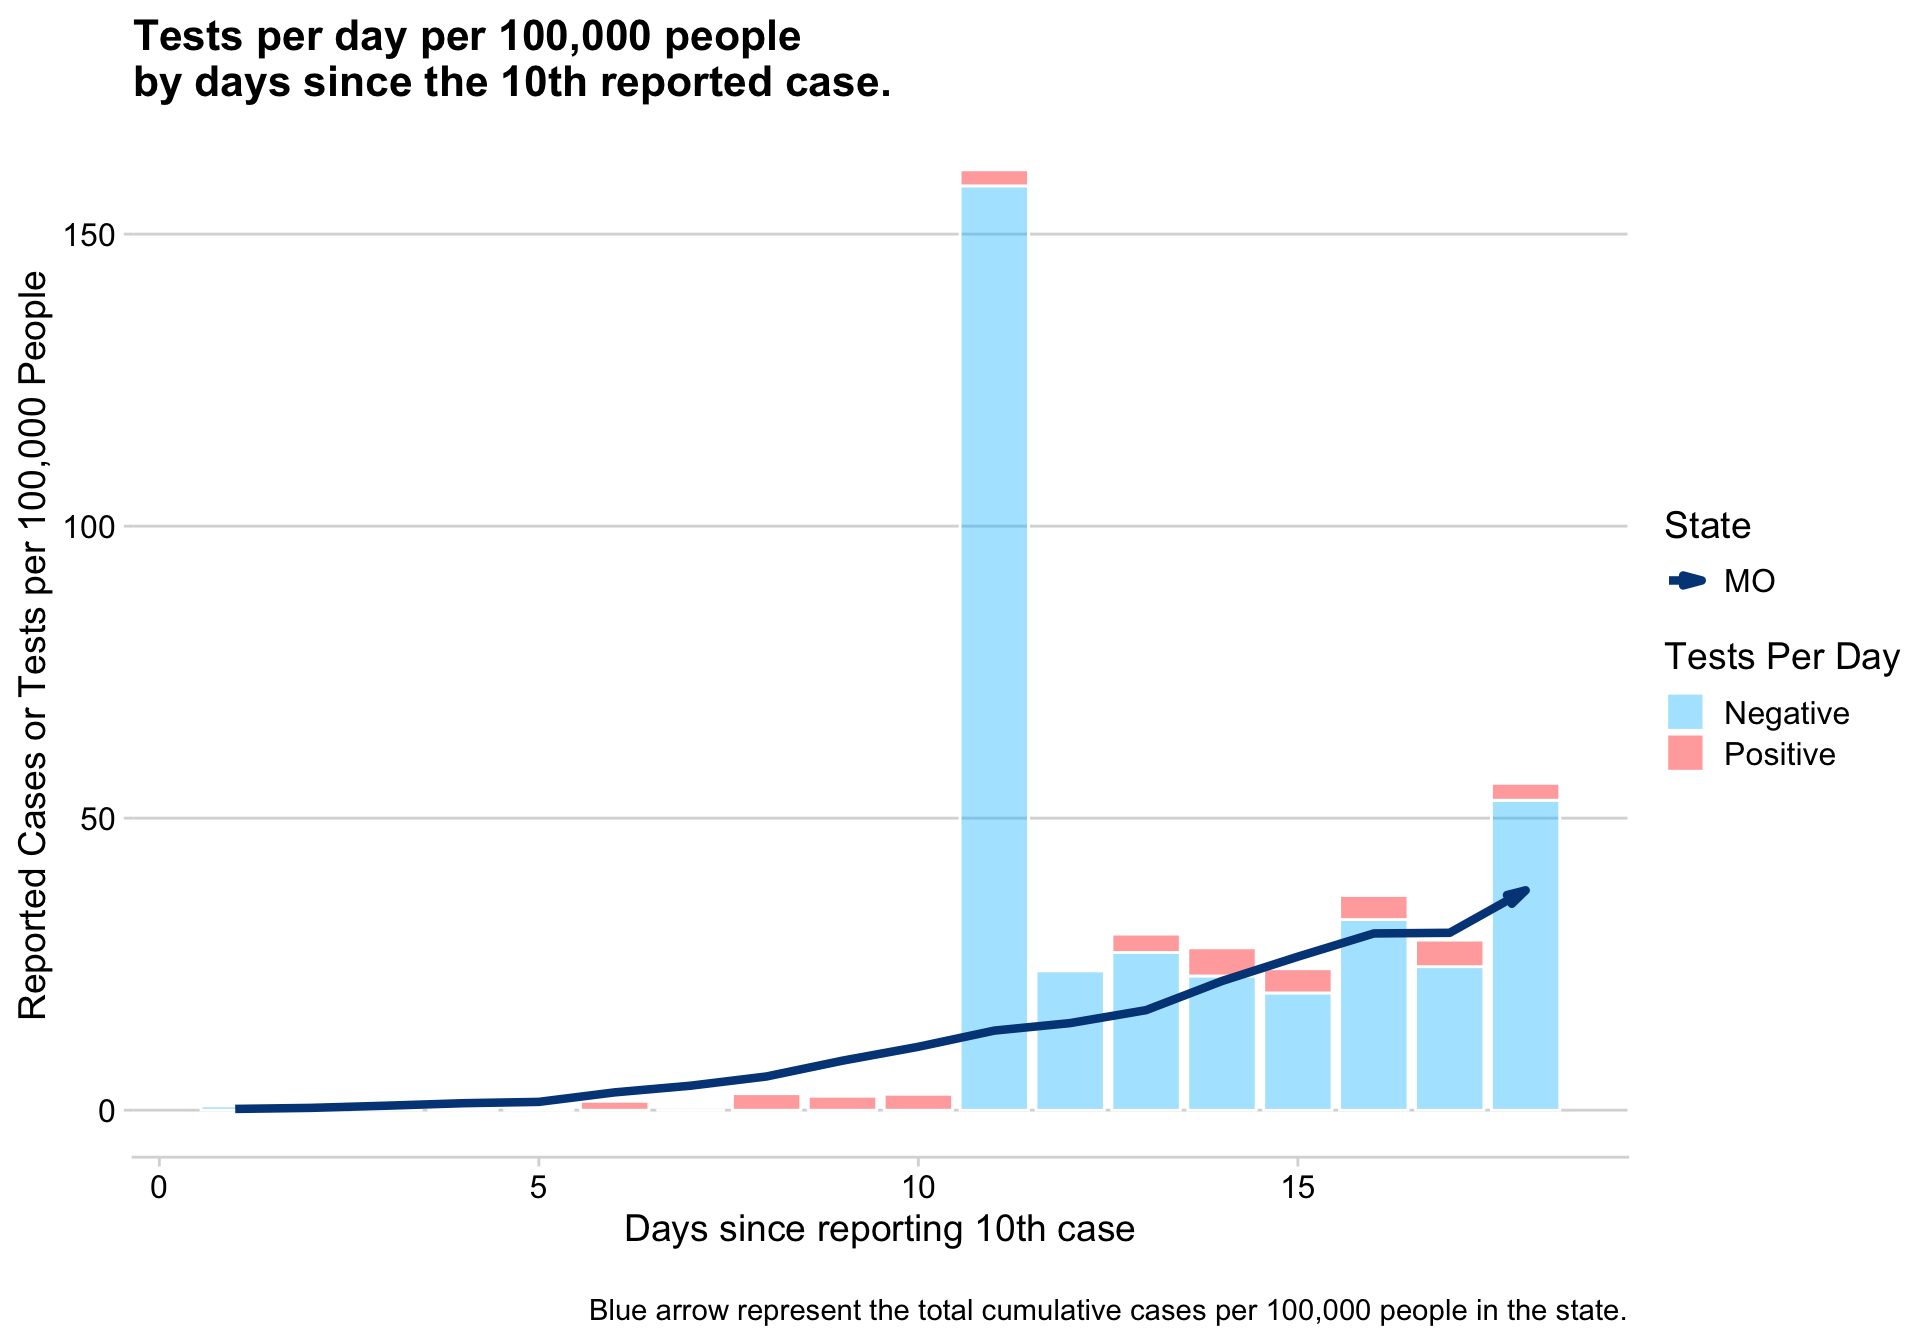 Tests per day per 100,000 people
by days since the 10th reported case.
Reported Cases or Tests per 100,000 People
150
100
50
0
0
5
10
15
Days since reporting 10th case
State
MO
Tests Per Day
Negative
Positive
Blue arrow represent the total cumulative cases per 100,000 people in the state.